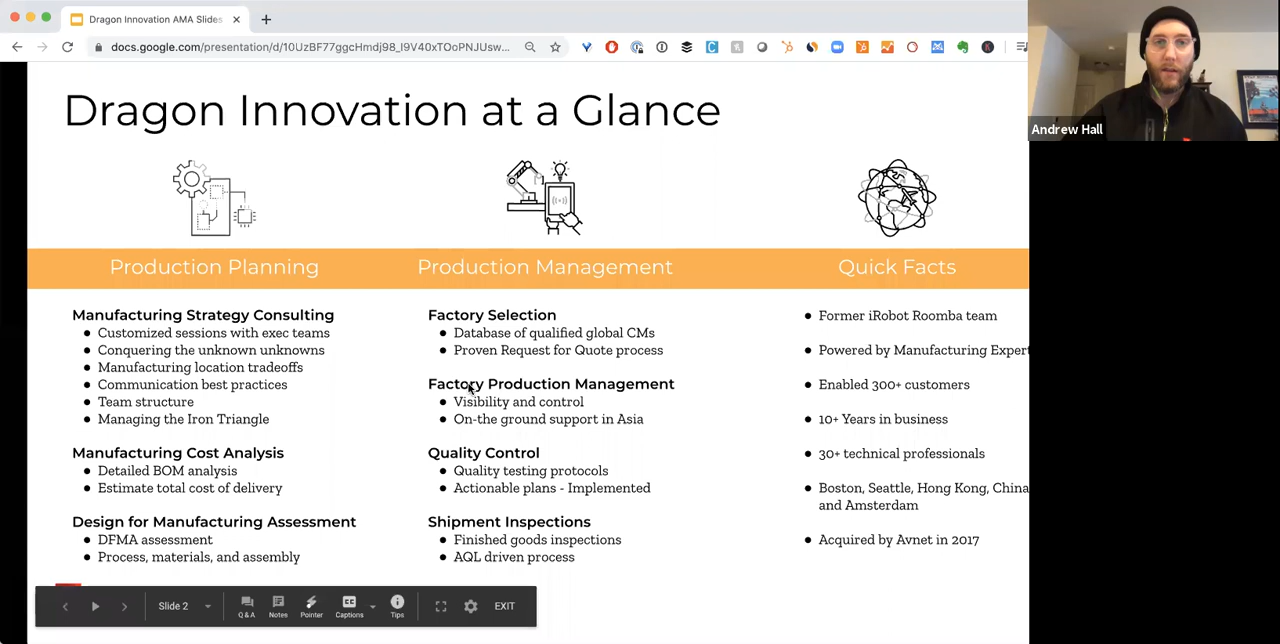 Dragon Innovation AMA Slides
docs.google.com/presentation/d/10UzBF77ggcHmdj98_I9V40xTOoPNJUsw...
Andrew Hall
Dragon Innovation at a Glance
Production Planning
Manufacturing Strategy Consulting
Customized sessions with exec teams
Conquering the unknown unknowns
Manufacturing location tradeoffs
Communication best practices
Team structure
Managing the Iron Triangle
Manufacturing Cost Analysis
Detailed BOM analysis
Estimate total cost of delivery
Design for Manufacturing Assessment
DFMA assessment
Process, materials, and assembly
Production Management
Factory Selection
Database of qualified global CMs
Proven Request for Quote process
Factory Production Management
Visibility and control
On-the ground support in Asia
Quality Control
Quality testing protocols
Actionable plans - Implemented
Shipment Inspections
Finished goods inspections
AQL driven process
Quick Facts
Former iRobot Roomba team
Powered by Manufacturing Expert
Enabled 300+ customers
10+ Years in business
30+ technical professionals
Boston, Seattle, Hong Kong, China
and Amsterdam
Acquired by Avnet in 2017
Slide 2
Q&A
Notes
Pointer
Captions
Tips
EXIT